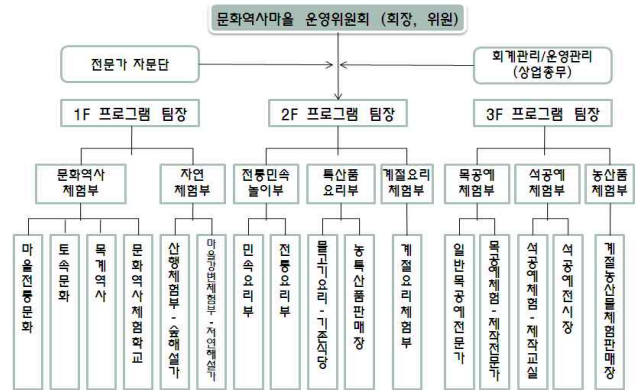 문화역사마을 운영위원회 (회장, 위원)
전문가 자문단
회계관리/운영관리
(상업총무)
1F 프로그램 팀장
2F 프로그램 팀장
3F 프로그램 팀장
문화역사
체험부
자연
체험부
전통민속
놀이부
특산품
요리부
계절요리
체험부
목공예
체험부
석공예
체험부
농산품
체험부
마을전통문화
토속문화
목계역사
문화역사체험학교
산행체험부-숲해설가
마을강변체험부-자연해설가
민속요리부
전통요리부
물고기요리-기존식당
농특산품판매장
계절요리체험부
일반목공예전문가
목공예체험-제작전문가
석공예체험-제작교실
석공예전시장
계절농산물체험판매장